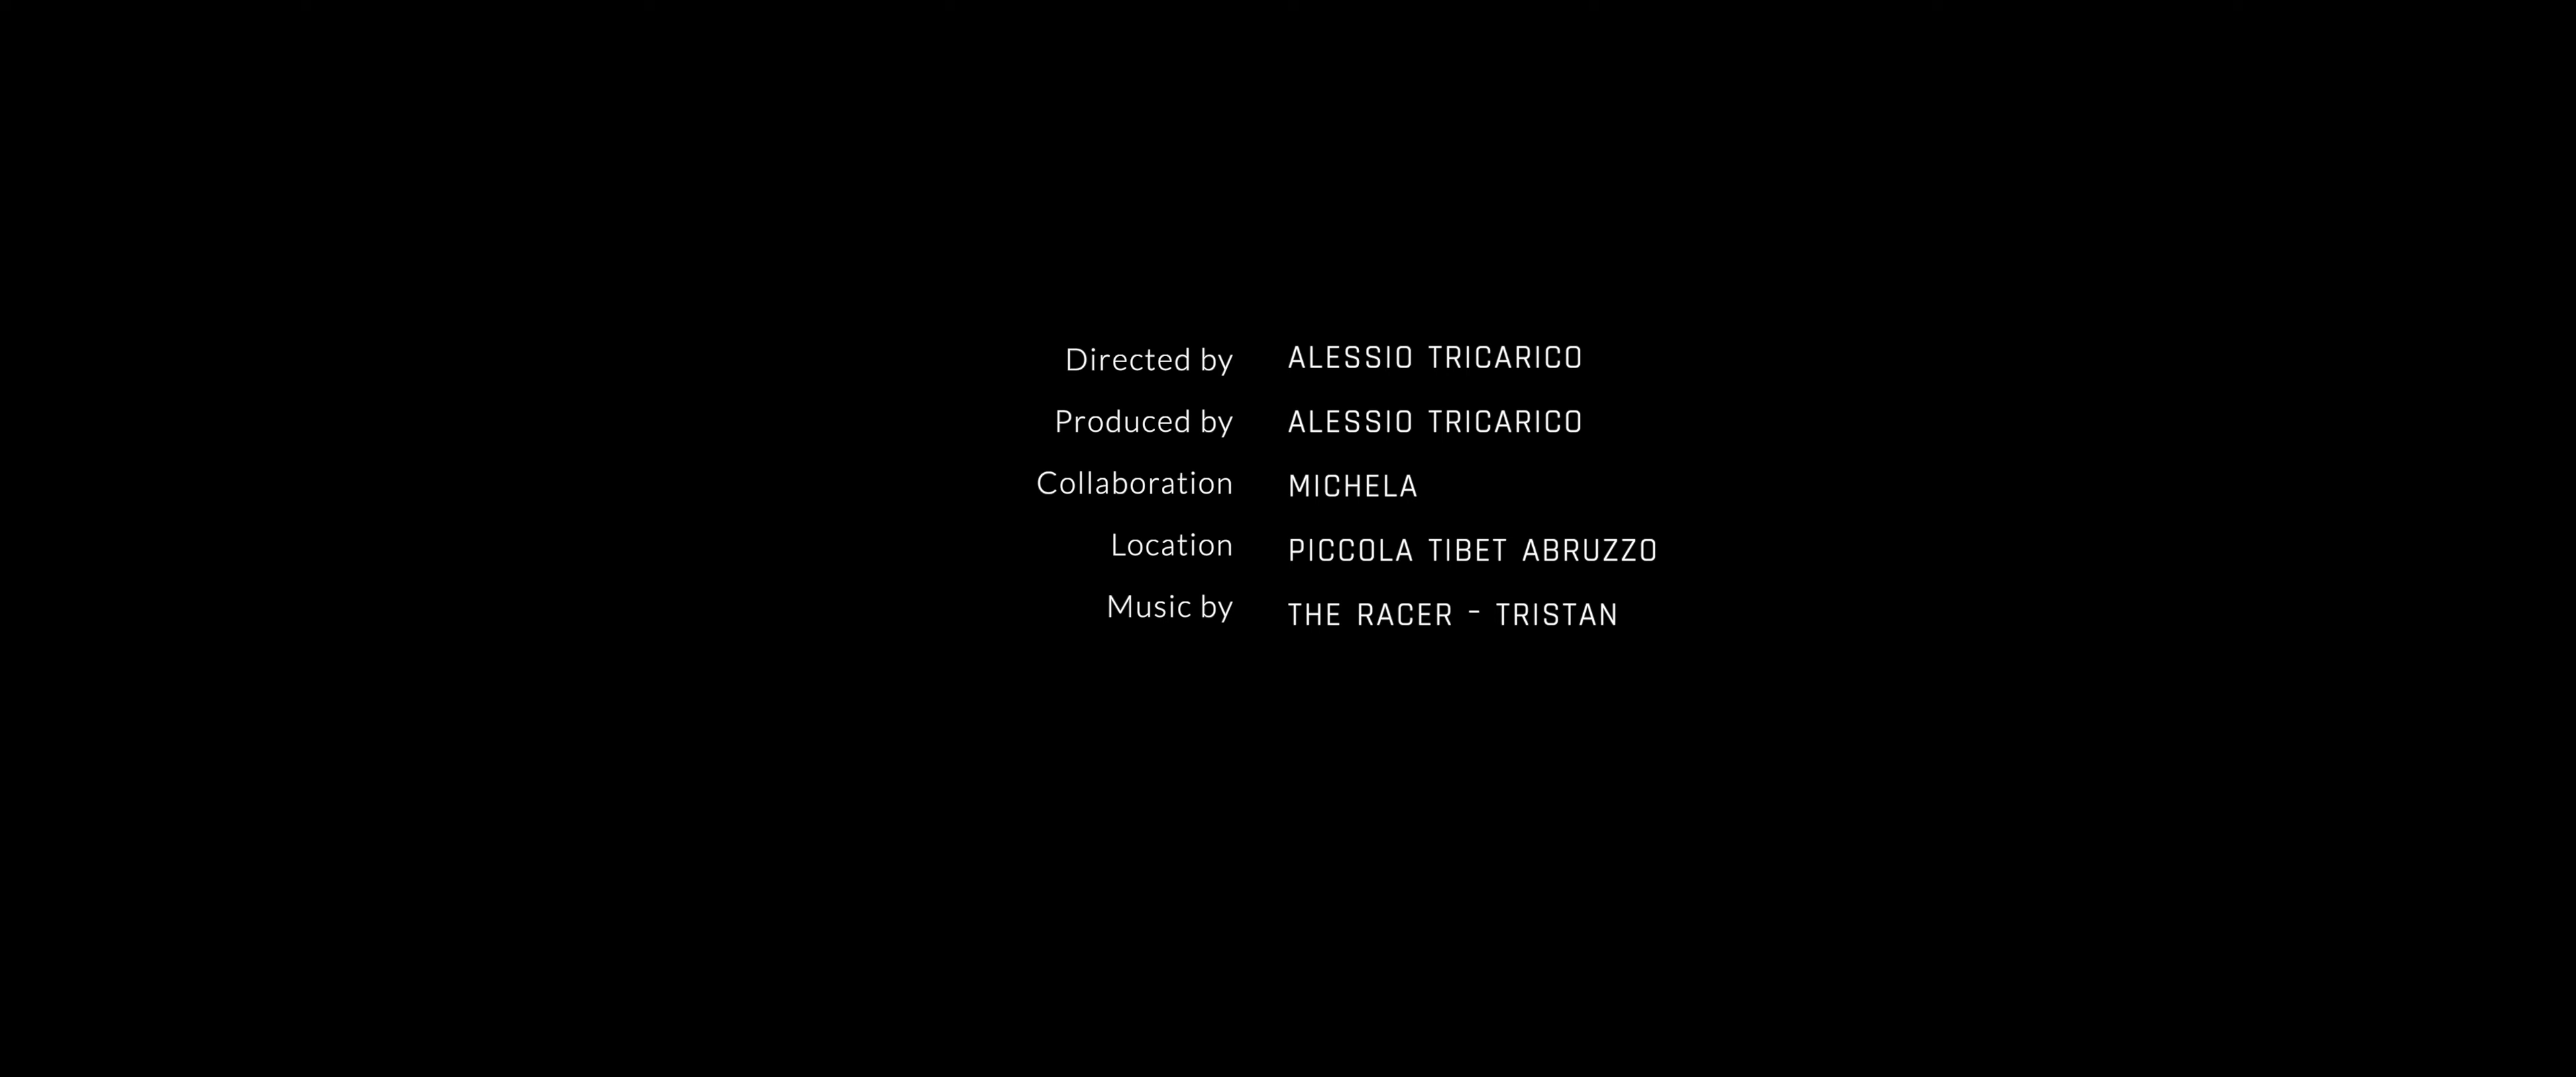 Directed by ALESSIO TRICARICO
Produced by ALESSIO TRICARICO
Collaboration MICHELA
Location PICCOLA TIBET ABRUZZO
Music by THE RACER - TRISTAN